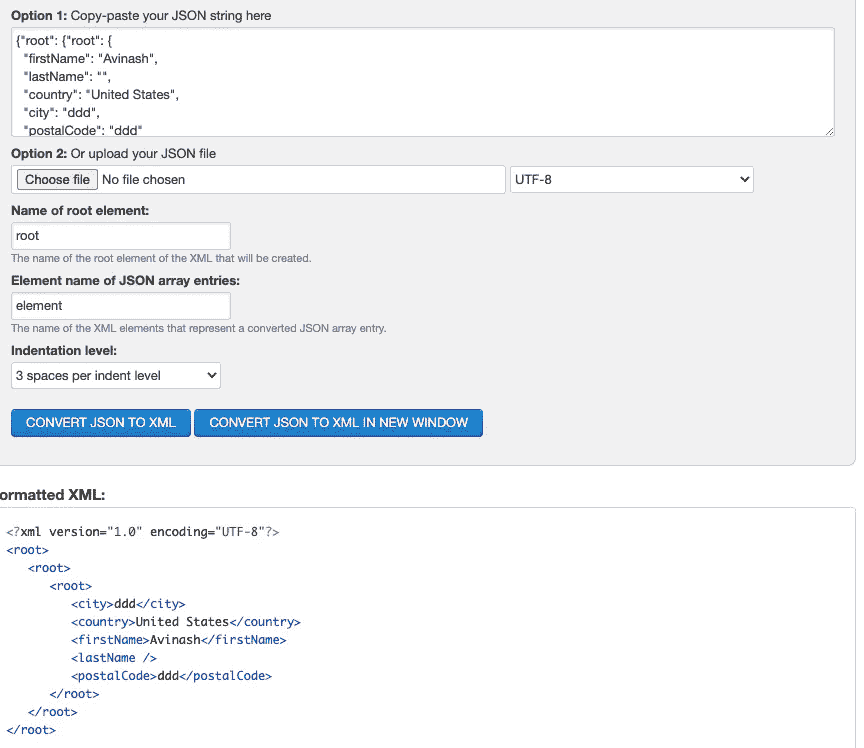 Option 1: Copy-paste your JSON string here
{"root": {"root": {
  "firstName": "Avinash",
  "lastName": "",
  "country": "United States",
  "city": "ddd",
  "postalCode": "ddd"
Option 2: Or upload your JSON file
Choose file No file chosen UTF-8
Name of root element:
root
The name of the root element of the XML that will be created.
Element name of JSON array entries:
element
The name of the XML elements that represent a converted JSON array entry.
Indentation level:
3 spaces per indent level
CONVERT JSON TO XML CONVERT JSON TO XML IN NEW WINDOW
ormatted XML:
<?xml version="1.0" encoding="UTF-8"?>
<root>
   <root>
      <root>
         <city>ddd</city>
         <country>United States</country>
         <firstName>Avinash</firstName>
         <lastName />
         <postalCode>ddd</postalCode>
      </root>
   </root>
</root>